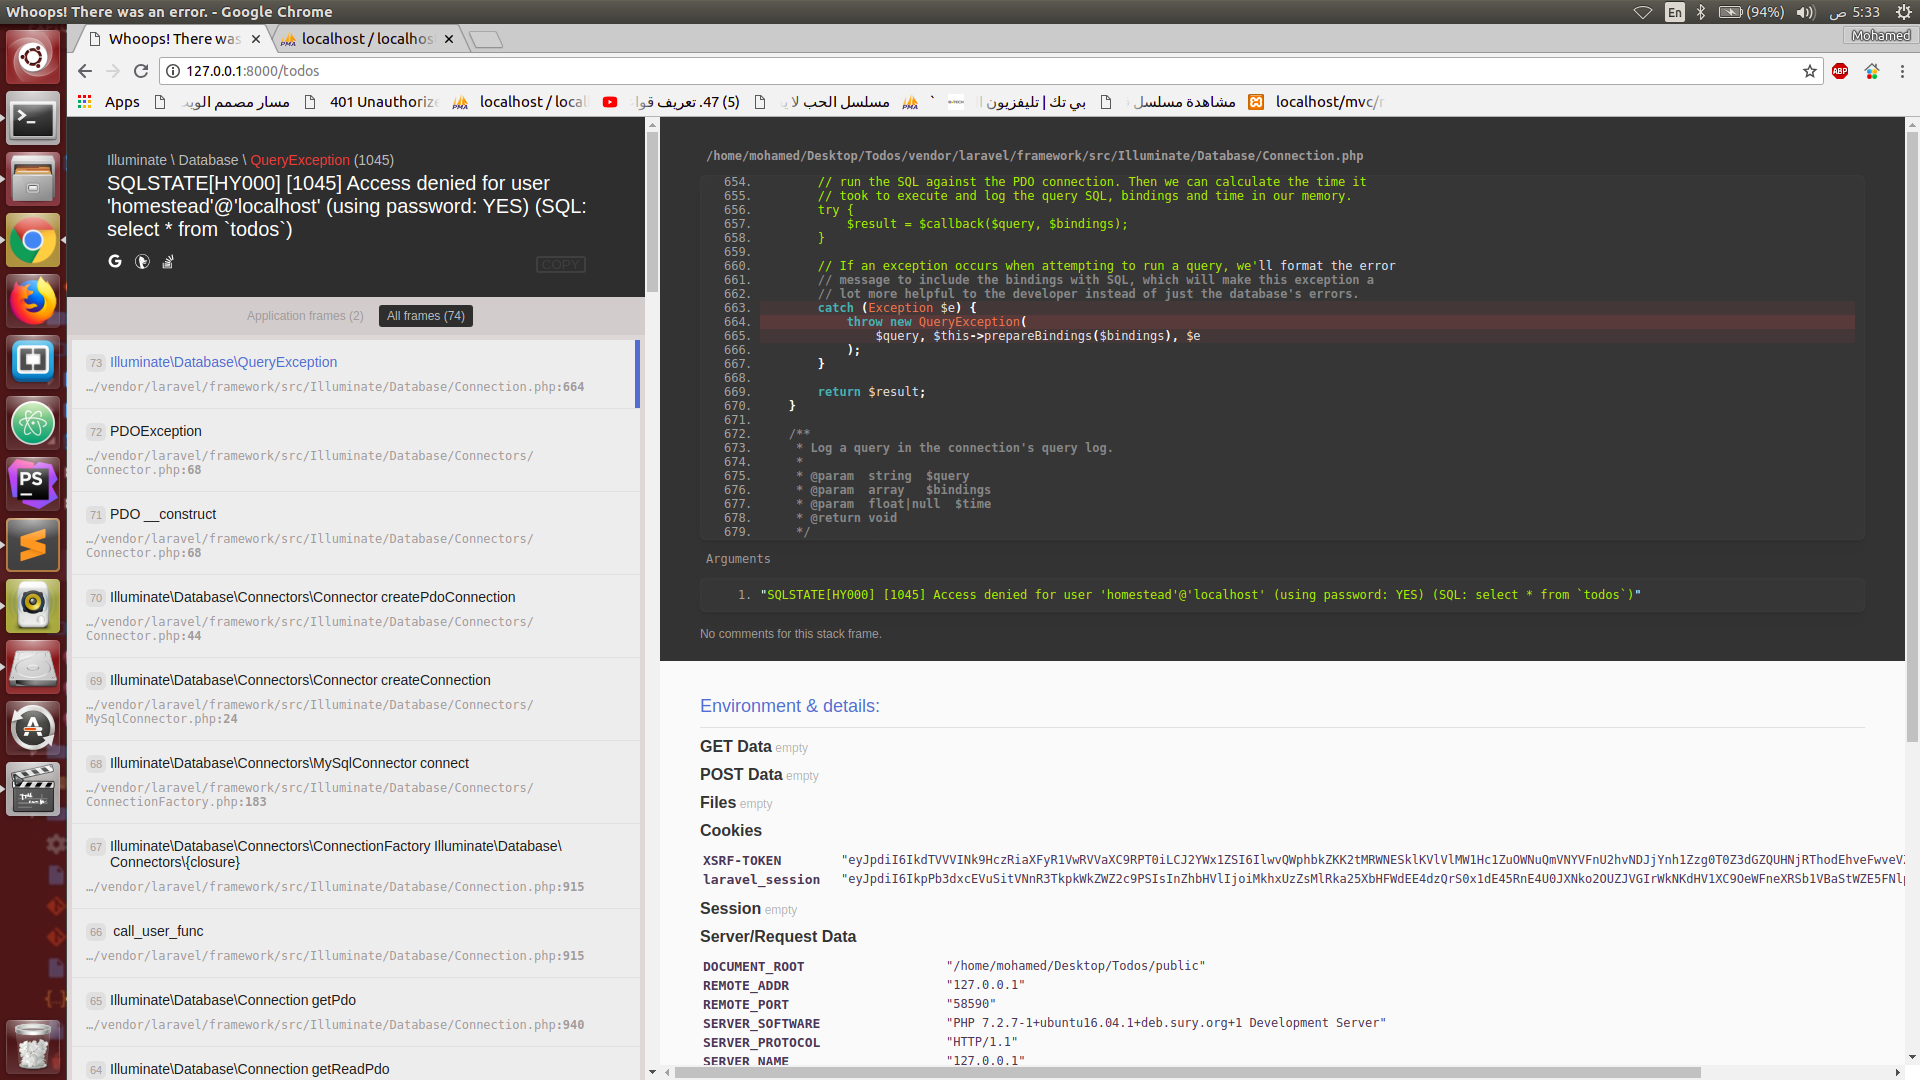 Whoops! There was an error. - Google Chrome
En
(94%)
5:33 ص
Whoops! There was
localhost / localhos
Mohamed
127.0.0.1:8000/todos
ABP
Apps
مسار مصمم الويب
401 Unauthorize
localhost / local
(5) 47. تعريف قوا
مسلسل الحب لا ي
`
بي تك | تليفزيون
مشاهدة مسلسل
localhost/mvc/
Illuminate \ Database \ QueryException (1045)
SQLSTATE[HY000] [1045] Access denied for user
'homestead'@'localhost' (using password: YES) (SQL:
select * from `todos`)
COPY
Application frames (2)
All frames (74)
73 Illuminate\Database\QueryException
…/vendor/laravel/framework/src/Illuminate/Database/Connection.php:664
72 PDOException
…/vendor/laravel/framework/src/Illuminate/Database/Connectors/
Connector.php:68
71 PDO __construct
…/vendor/laravel/framework/src/Illuminate/Database/Connectors/
Connector.php:68
70 Illuminate\Database\Connectors\Connector createPdoConnection
…/vendor/laravel/framework/src/Illuminate/Database/Connectors/
Connector.php:44
69 Illuminate\Database\Connectors\Connector createConnection
…/vendor/laravel/framework/src/Illuminate/Database/Connectors/
MySqlConnector.php:24
68 Illuminate\Database\Connectors\MySqlConnector connect
…/vendor/laravel/framework/src/Illuminate/Database/Connectors/
ConnectionFactory.php:183
67 Illuminate\Database\Connectors\ConnectionFactory Illuminate\Database\
Connectors\{closure}
…/vendor/laravel/framework/src/Illuminate/Database/Connection.php:915
66 call_user_func
…/vendor/laravel/framework/src/Illuminate/Database/Connection.php:915
65 Illuminate\Database\Connection getPdo
…/vendor/laravel/framework/src/Illuminate/Database/Connection.php:940
64 Illuminate\Database\Connection getReadPdo
/home/mohamed/Desktop/Todos/vendor/laravel/framework/src/Illuminate/Database/Connection.php
654. // run the SQL against the PDO connection. Then we can calculate the time it
655. // took to execute and log the query SQL, bindings and time in our memory.
656. try {
657. $result = $callback($query, $bindings);
658. }
659.
660. // If an exception occurs when attempting to run a query, we'll format the error
661. // message to include the bindings with SQL, which will make this exception a
662. // lot more helpful to the developer instead of just the database's errors.
663. catch (Exception $e) {
664. throw new QueryException(
665. $query, $this->prepareBindings($bindings), $e
666. );
667. }
668.
669. return $result;
670. }
671.
672. /**
673. * Log a query in the connection's query log.
674. *
675. * @param  string  $query
676. * @param  array   $bindings
677. * @param  float|null  $time
678. * @return void
679. */
Arguments
1. "SQLSTATE[HY000] [1045] Access denied for user 'homestead'@'localhost' (using password: YES) (SQL: select * from `todos`)"
No comments for this stack frame.
Environment & details:
GET Data empty
POST Data empty
Files empty
Cookies
XSRF-TOKEN
laravel_session
Session empty
Server/Request Data
DOCUMENT_ROOT "/home/mohamed/Desktop/Todos/public"
REMOTE_ADDR "127.0.0.1"
REMOTE_PORT "58590"
SERVER_SOFTWARE "PHP 7.2.7-1+ubuntu16.04.1+deb.sury.org+1 Development Server"
SERVER_PROTOCOL "HTTP/1.1"
SERVER_NAME "127.0.0.1"